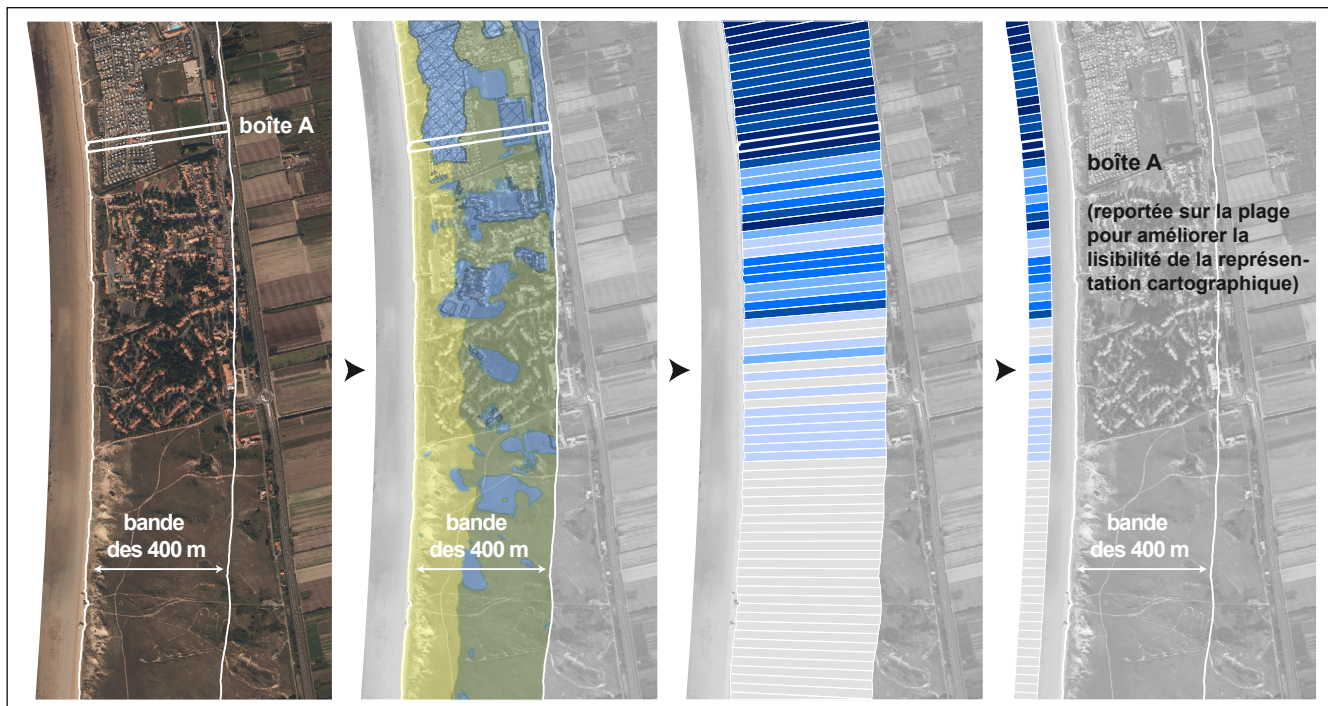 boîte A
bande
des 400 m
bande
des 400 m
boîte A
(reportée sur la plage
pour améliorer la
lisibilité de la représen-
tation cartographique)
bande
des 400 m